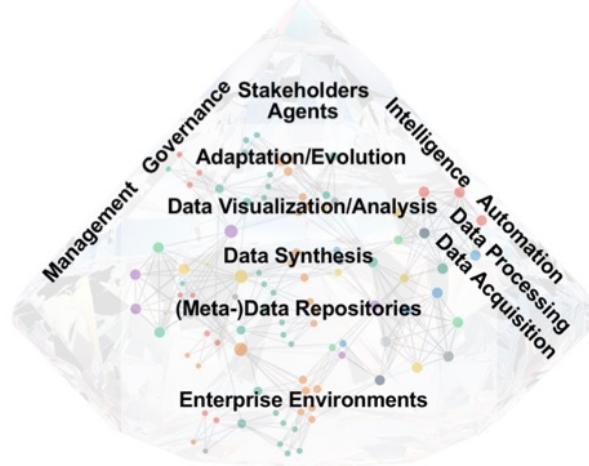 Stakeholders
Agents
Adaptation/Evolution
Data Visualization/Analysis
Data Synthesis
(Meta-)Data Repositories
Enterprise Environments
Management Governance
Intelligence Automation
Data Processing
Data Acquisition